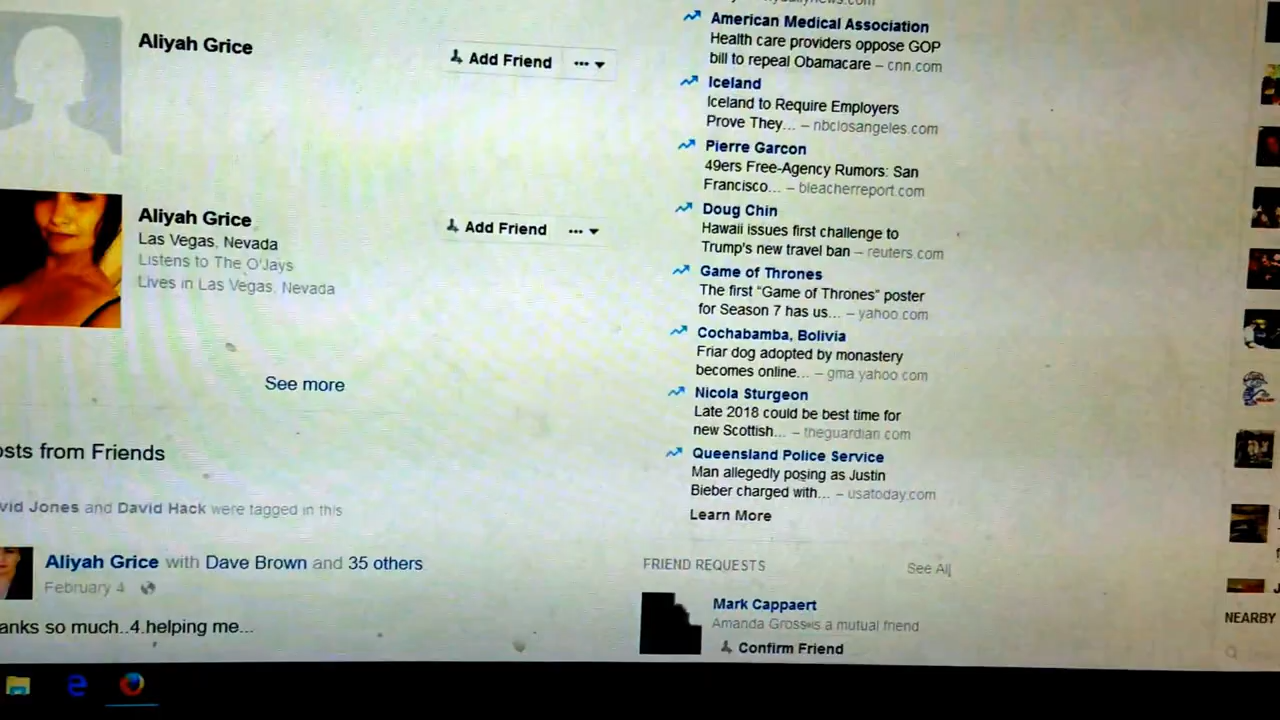 Aliyah Grice
Add Friend
Aliyah Grice
Las Vegas, Nevada
Listens to The O'Jays
Lives in Las Vegas, Nevada
Add Friend
See more
osts from Friends
vid Jones and David Hack were tagged in this
Aliyah Grice with Dave Brown and 35 others
February 4
anks so much..4.helping me...
American Medical Association
Health care providers oppose GOP
bill to repeal Obamacare – cnn.com
Iceland
Iceland to Require Employers
Prove They... – nbclosangeles.com
Pierre Garcon
49ers Free-Agency Rumors: San
Francisco... – bleacherreport.com
Doug Chin
Hawaii issues first challenge to
Trump's new travel ban – reuters.com
Game of Thrones
The first “Game of Thrones” poster
for Season 7 has us... – yahoo.com
Cochabamba, Bolivia
Friar dog adopted by monastery
becomes online... – gma.yahoo.com
Nicola Sturgeon
Late 2018 could be best time for
new Scottish... – theguardian.com
Queensland Police Service
Man allegedly posing as Justin
Bieber charged with... – usatoday.com
Learn More
FRIEND REQUESTS
See All
Mark Cappaert
Amanda Gross is a mutual friend
Confirm Friend
NEARBY